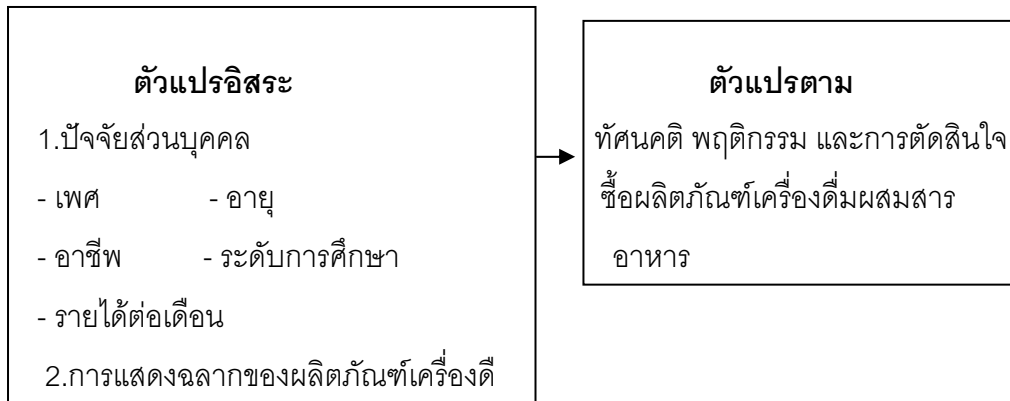 ตัวแปรอิสระ
1.ปัจจัยส่วนบุคคล
- เพศ - อายุ
- อาชีพ - ระดับการศึกษา
- รายได้ต่อเดือน
2.การแสดงฉลากของผลิตภัณฑ์เครื่องดื
ตัวแปรตาม
ทัศนคติ พฤติกรรม และการตัดสินใจ
ซื้อผลิตภัณฑ์เครื่องดื่มผสมสาร
อาหาร